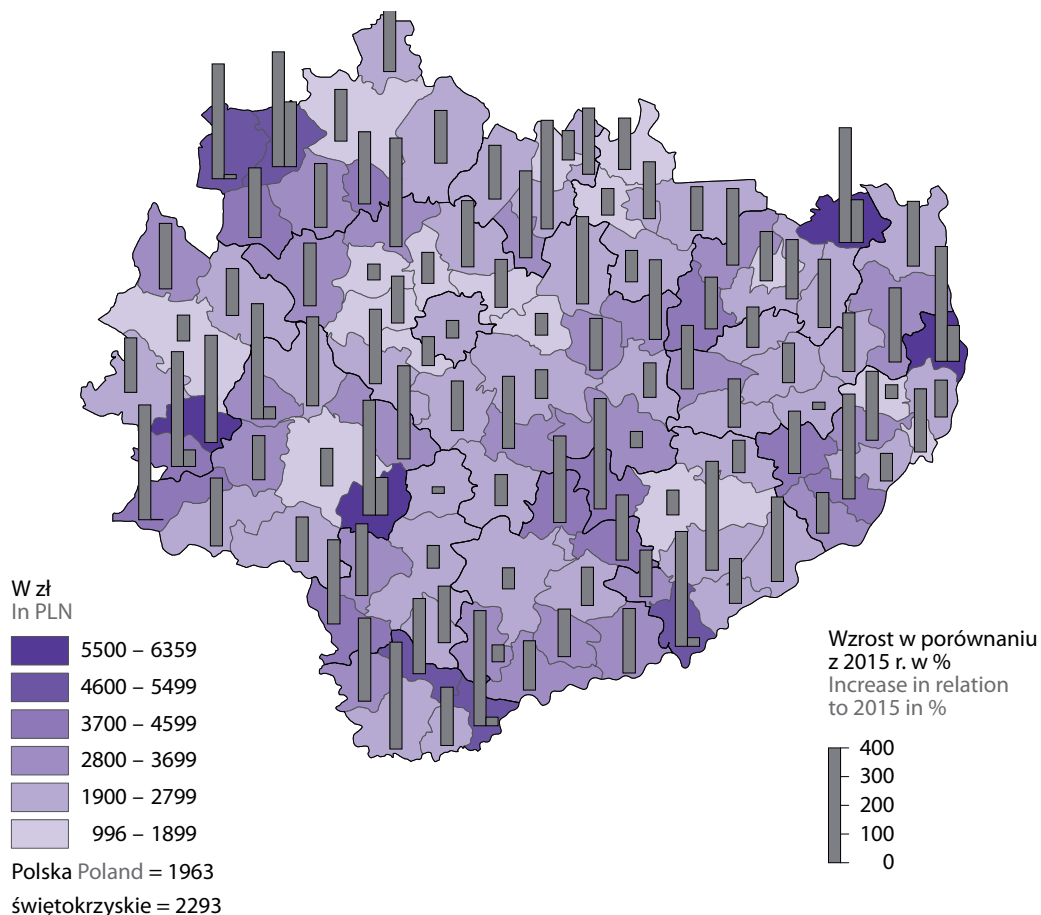 W zł
In PLN
5500 – 6359
4600 – 5499
3700 – 4599
2800 – 3699
1900 – 2799
996 – 1899
Polska Poland = 1963
świętokrzyskie = 2293
Wzrost w porównaniu
z 2015 r. w %
Increase in relation
to 2015 in %
400
300
200
100
0